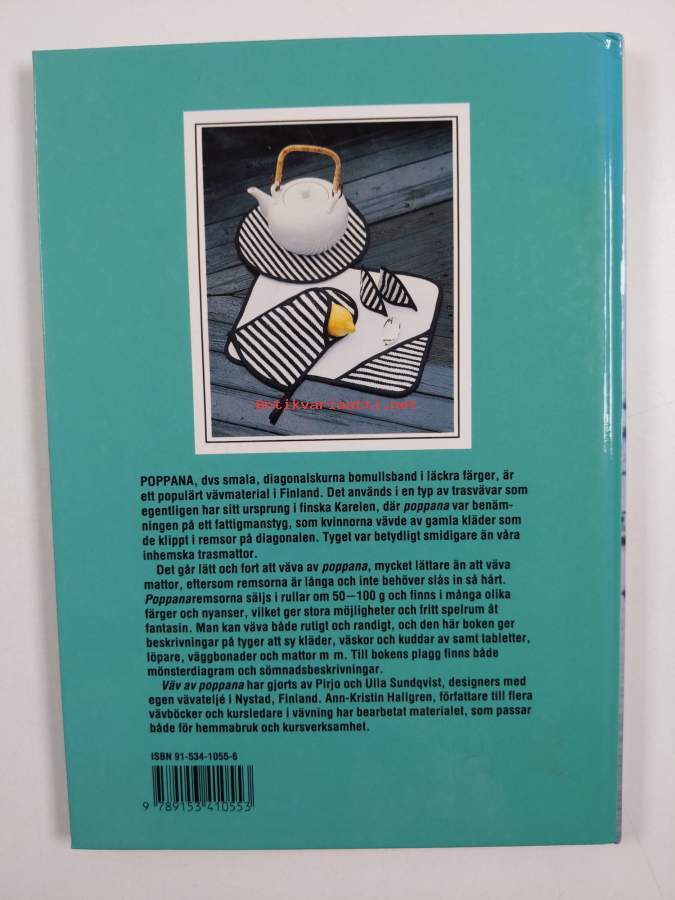 Antikvariaatti.net
POPPANA, dvs smala, diagonalskurna bomullsband i läckra färger, är
ett populärt vävmaterial i Finland. Det används i en typ av trasvävar som
egentligen har sitt ursprung i finska Karelen, där poppana var benäm-
ningen på ett fattigmanstyg, som kvinnorna vävde av gamla kläder som
de klippt i remsor på diagonalen. Tyget var betydligt smidigare än våra
inhemska trasmattor.
Det går lätt och fort att väva av poppana, mycket lättare än att väva
mattor, eftersom remsorna är långa och inte behöver slås in så hårt.
Poppanaremsorna säljs i rullar om 50—100 g och finns i många olika
färger och nyanser, vilket ger stora möjligheter och fritt spelrum åt
fantasin. Man kan väva både rutigt och randigt, och den här boken ger
beskrivningar på tyger att sy kläder, väskor och kuddar av samt tabletter,
löpare, väggbonader och mattor m m. Till bokens plagg finns både
mönsterdiagram och sömnadsbeskrivningar.
Väv av poppana har gjorts av Pirjo och Ulla Sundqvist, designers med
egen vävateljé i Nystad, Finland. Ann-Kristin Hallgren, författare till flera
vävböcker och kursledare i vävning har bearbetat materialet, som passar
både för hemmabruk och kursverksamhet.
ISBN 91-534-1055-6
9 789153 410553